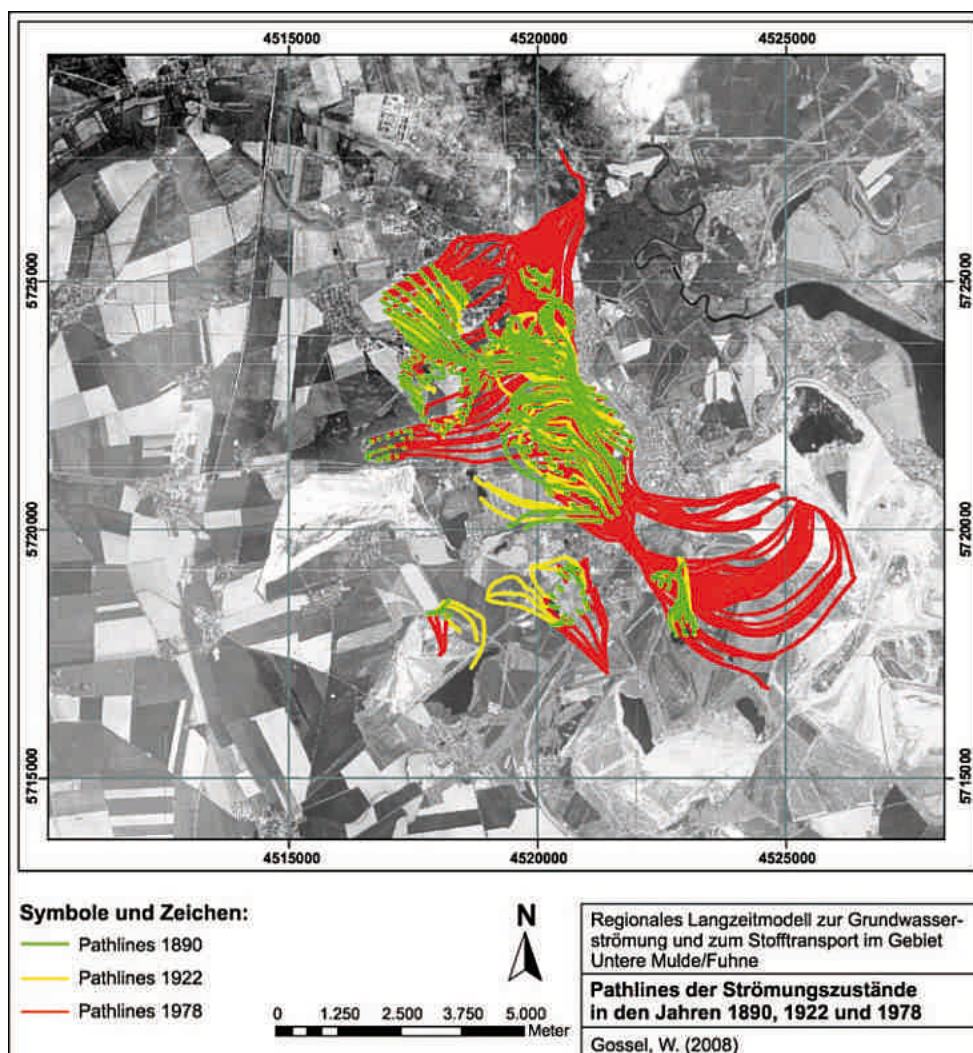 4515000 4520000 4525000
5725000 5725000
5720000 5720000
5715000 5715000
4515000 4520000 4525000
Symbole und Zeichen:
Pathlines 1890
Pathlines 1922
Pathlines 1978
N
0 1.250 2.500 3.750 5.000
Meter
Regionales Langzeitmodell zur Grundwasser-
strömung und zum Stofftransport im Gebiet
Untere Mulde/Fuhne
Pathlines der Strömungszustände
in den Jahren 1890, 1922 und 1978
Gossel, W. (2008)